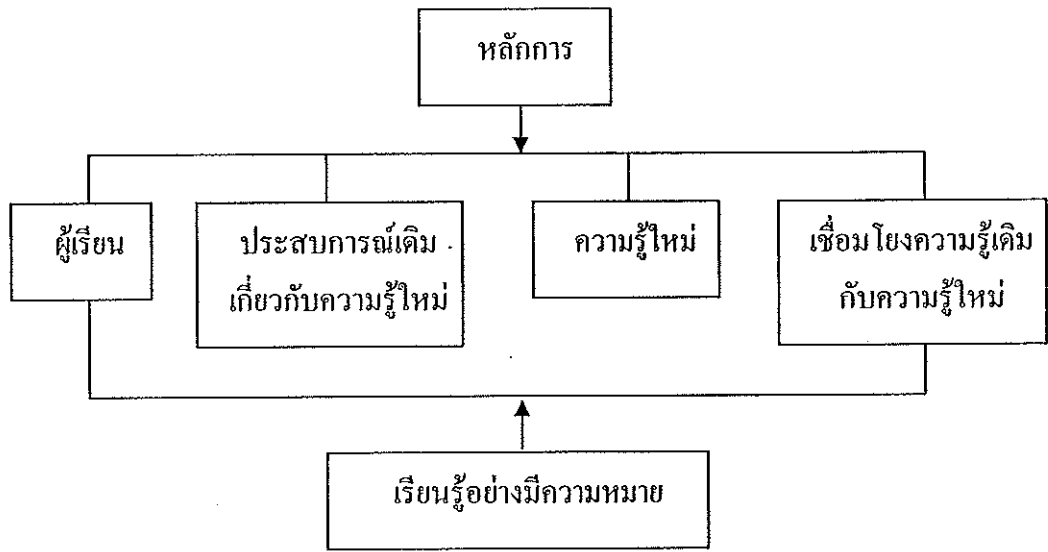 หลักการ
ผู้เรียน
ประสบการณ์เดิม
เกี่ยวกับความรู้ใหม่
ความรู้ใหม่
เชื่อมโยงความรู้เดิม
กับความรู้ใหม่
เรียนรู้อย่างมีความหมาย